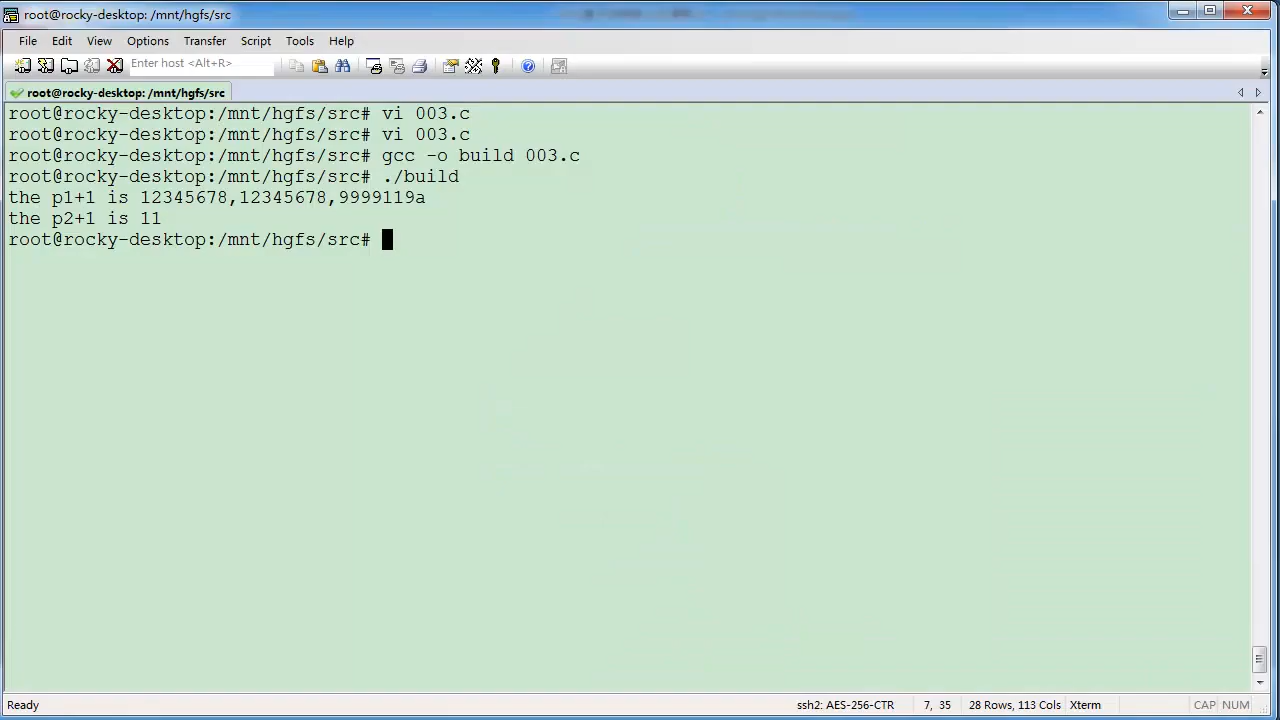 root@rocky-desktop: /mnt/hgfs/src
File Edit View Options Transfer Script Tools Help
Enter host <Alt+R>
root@rocky-desktop: /mnt/hgfs/src
root@rocky-desktop:/mnt/hgfs/src# vi 003.c
root@rocky-desktop:/mnt/hgfs/src# vi 003.c
root@rocky-desktop:/mnt/hgfs/src# gcc -o build 003.c
root@rocky-desktop:/mnt/hgfs/src# ./build
the p1+1 is 12345678,12345678,9999119a
the p2+1 is 11
root@rocky-desktop:/mnt/hgfs/src#
Ready ssh2: AES-256-CTR 7, 35 28 Rows, 113 Cols Xterm CAP NUM